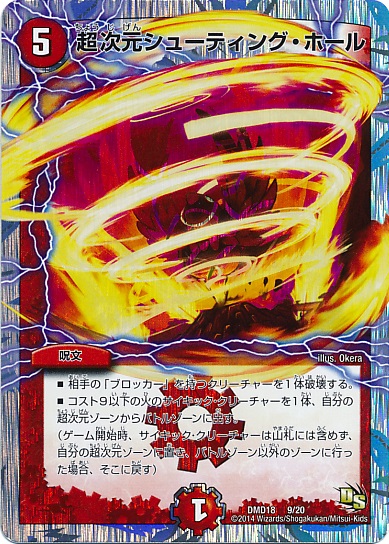 5
ちょうじげん
超次元シューティング・ホール
呪文
illus. Okera
■ 相手の「ブロッカー」を持つクリーチャーを1体破壊する。
■ コスト9以下の火のサイキック・クリーチャーを1体、自分の
超次元ゾーンからバトルゾーンに出す。
(ゲーム開始時、サイキック・クリーチャーは山札には含めず、
自分の超次元ゾーンに置き、バトルゾーン以外のゾーンに行っ
た場合、そこに戻す)
1
DMD18 9/20
©2014 Wizards/Shogakukan/Mitsui-Kids
DS